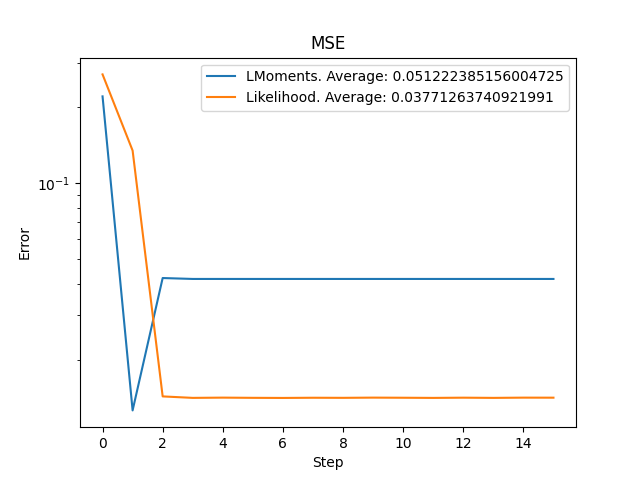 MSE
LMoments. Average: 0.051222385156004725
Likelihood. Average: 0.03771263740921991
10⁻¹
Error
0 2 4 6 8 10 12 14
Step